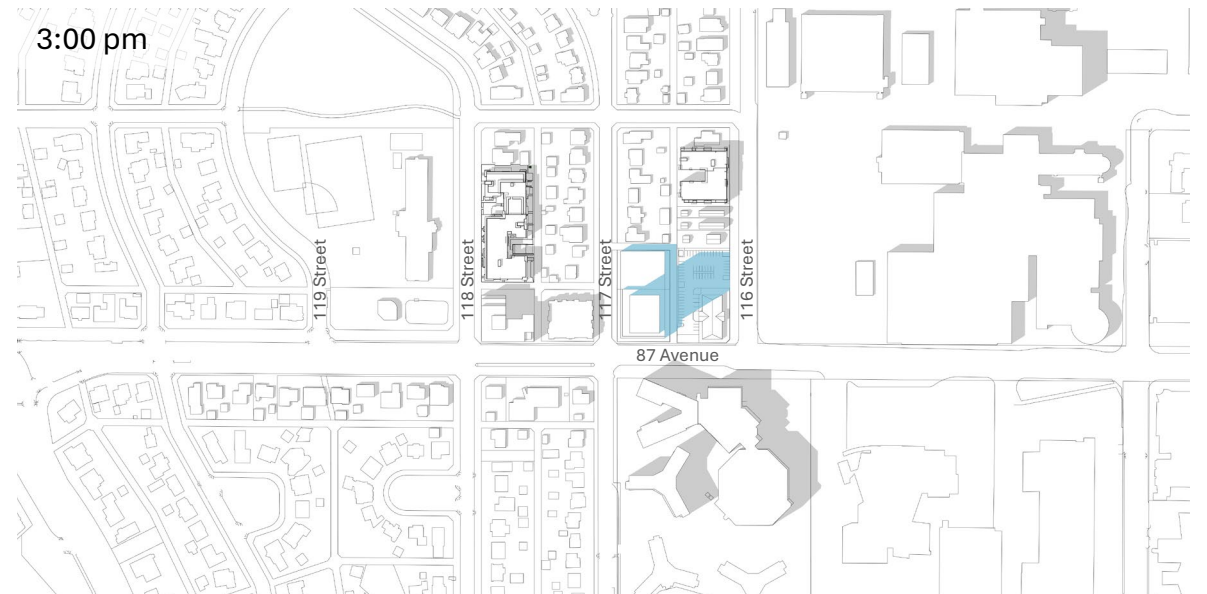 3:00 pm
119 Street
118 Street
117 Street
116 Street
87 Avenue